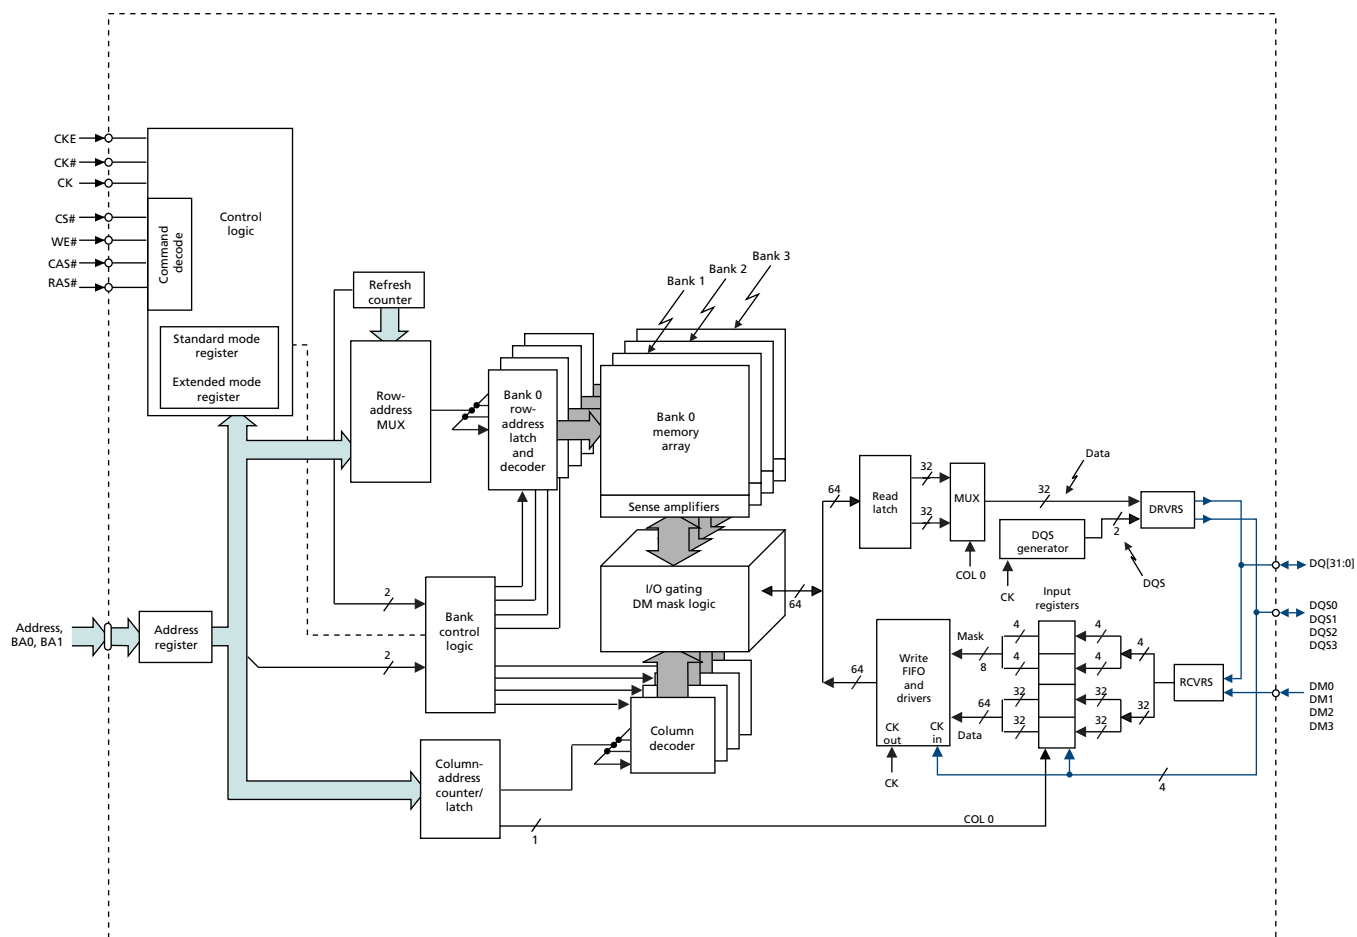 CKE
CK#
CK
CS#
WE#
CAS#
RAS#
Command
decode
Control
logic
Standard mode
register
Extended mode
register
Refresh
counter
Row-
address
MUX
Bank 0
row-
address
latch
and
decoder
Bank 1
Bank 2
Bank 3
Bank 0
memory
array
Sense amplifiers
I/O gating
DM mask logic
2
2
Bank
control
logic
Address,
BA0, BA1
Address
register
Column-
address
counter/
latch
Column
decoder
1
COL 0
64
64
64
Read
latch
32
32
MUX
COL 0
32
Data
DQS
generator
CK
2
DQS
DRVRS
DQ[31:0]
DQS0
DQS1
DQS2
DQS3
DM0
DM1
DM2
DM3
RCVRS
Input
registers
4
4
4
4
4
32
32
32
32
32
Mask
8
64
Data
Write
FIFO
and
drivers
CK
out
CK
in
CK
4